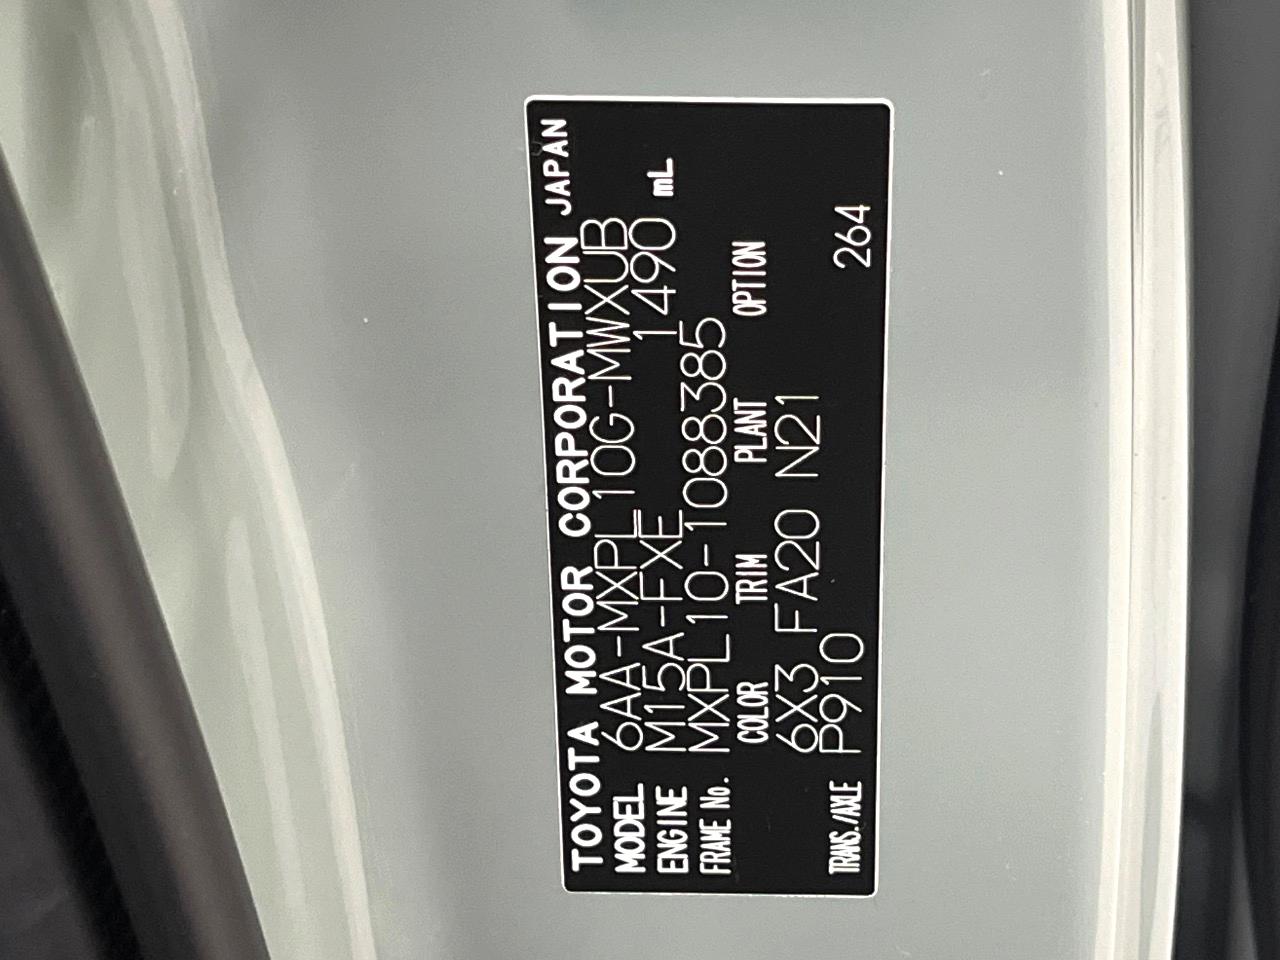 TOYOTA MOTOR CORPORATION JAPAN
MODEL 6AA-MXPL10G-MWXUB
ENGINE M15A-FXE 1490 mL
FRAME No. MXPL10-1088385
COLOR TRIM PLANT OPTION
6X3 FA20 N21
TRANS./AXLE P910 264